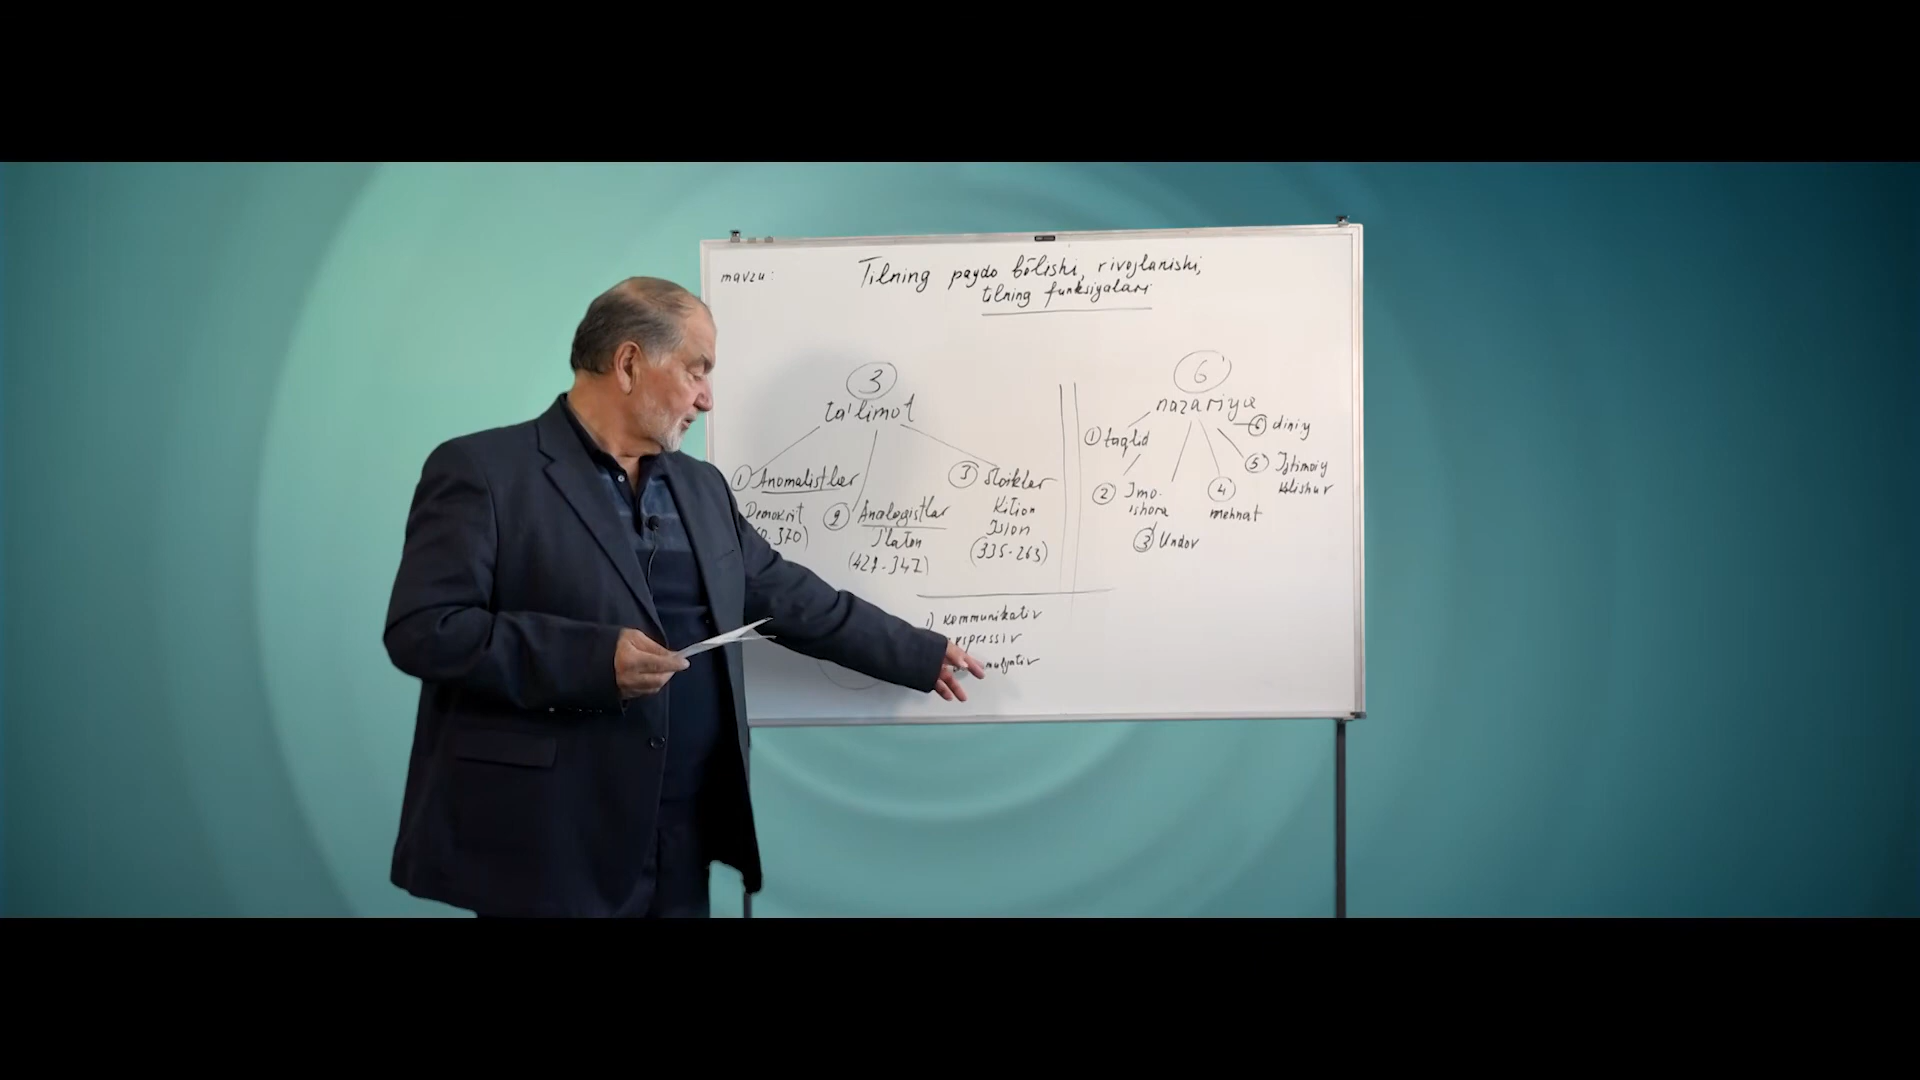 mavzu:
Tilning paydo bōlishi, rivojlanishi,
tilning funksiyalari
3
ta'limot
1 Anomalistlar
Demokrit
370)
2 Analogistlar
Platon
(427-347)
3 Stoiklar
Kition
(335-263)
6
nazariya
1 taqlid
2 Imo-
ishora
3 Undov
4
mehnat
5 Ijtimoiy
kelishuv
6 diniy
1) kommunikativ